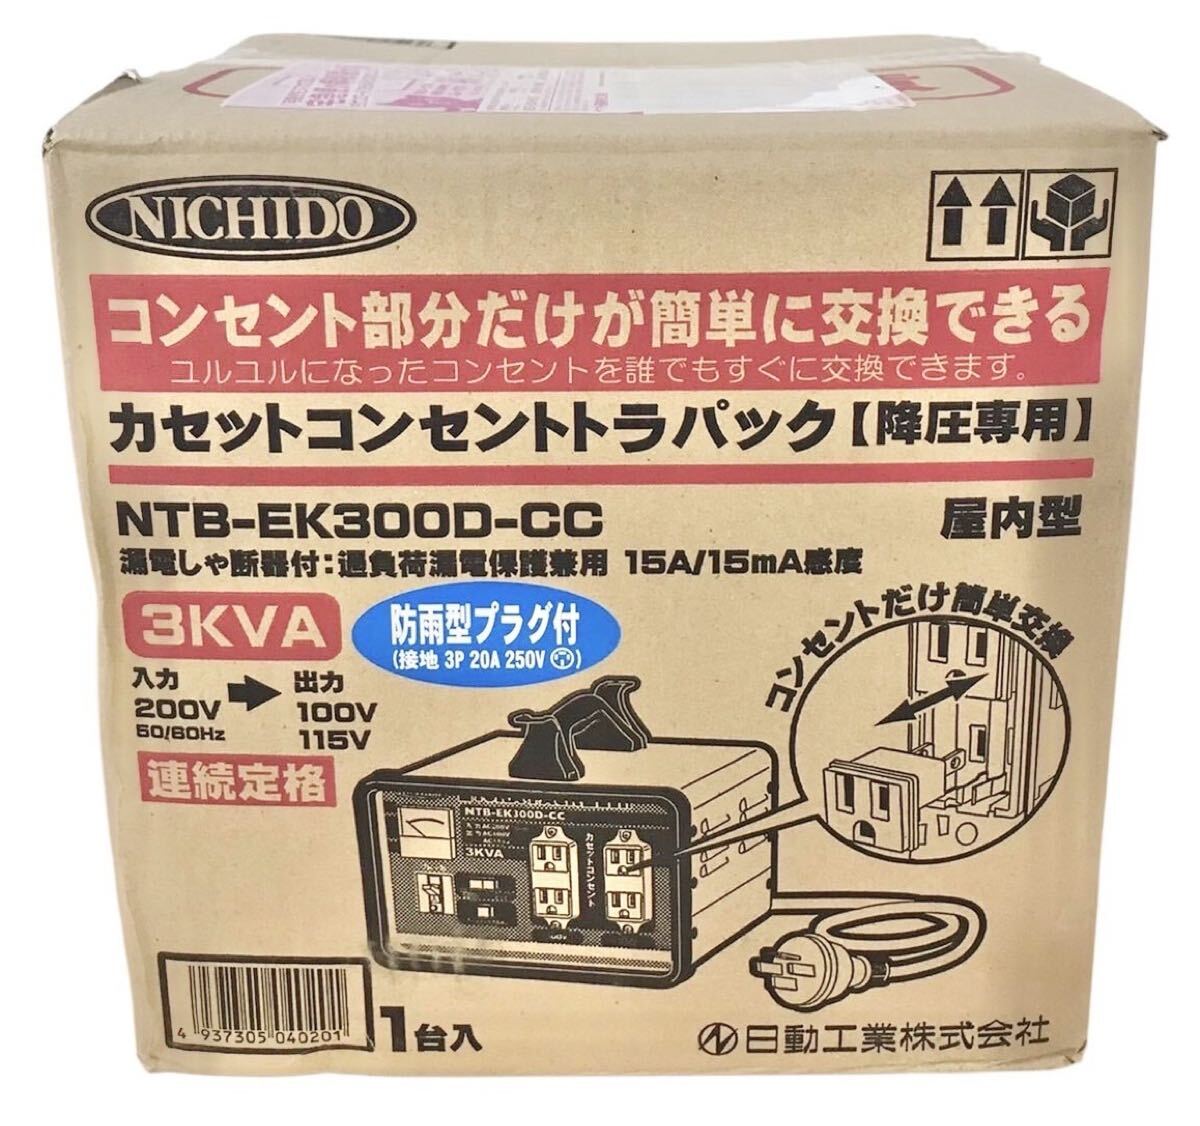 NICHIDO
コンセント部分だけが簡単に交換できる
ユルユルになったコンセントを誰でもすぐに交換できます。
カセットコンセントトラパック【降圧専用】
NTB-EK300D-CC 屋内型
漏電しゃ断器付:過負荷漏電保護兼用 15A/15mA感度
3KVA
防雨型プラグ付
(接地 3P 20A 250V)
コンセントだけ簡単交換
入力 出力
200V 100V
50/60Hz 115V
連続定格
NTB-EK300D-CC
3KVA
カセットコンセント
4 937305 040201
1台入
日動工業株式会社